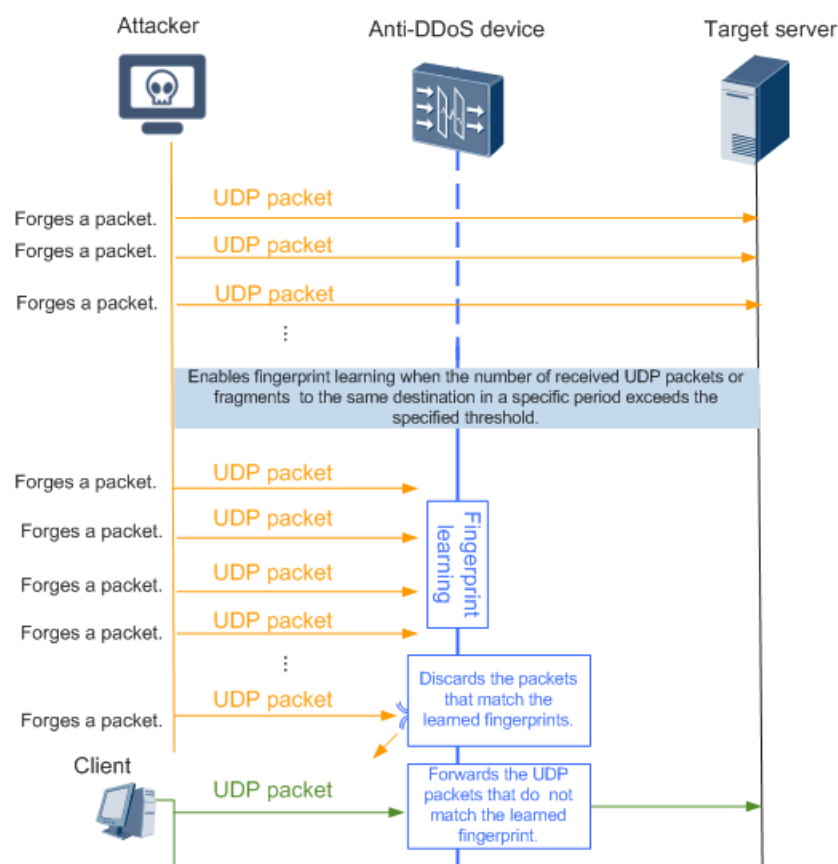 Attacker
Anti-DDoS device
Target server
UDP packet
Forges a packet.
UDP packet
Forges a packet.
UDP packet
Forges a packet.
...
Enables fingerprint learning when the number of received UDP packets or
fragments to the same destination in a specific period exceeds the
specified threshold.
UDP packet
Forges a packet.
UDP packet
Forges a packet.
UDP packet
Forges a packet.
UDP packet
Forges a packet.
Fingerprint
learning
...
Discards the packets
that match the
learned fingerprints.
UDP packet
Forges a packet.
Client
UDP packet
Forwards the UDP
packets that do not
match the learned
fingerprint.